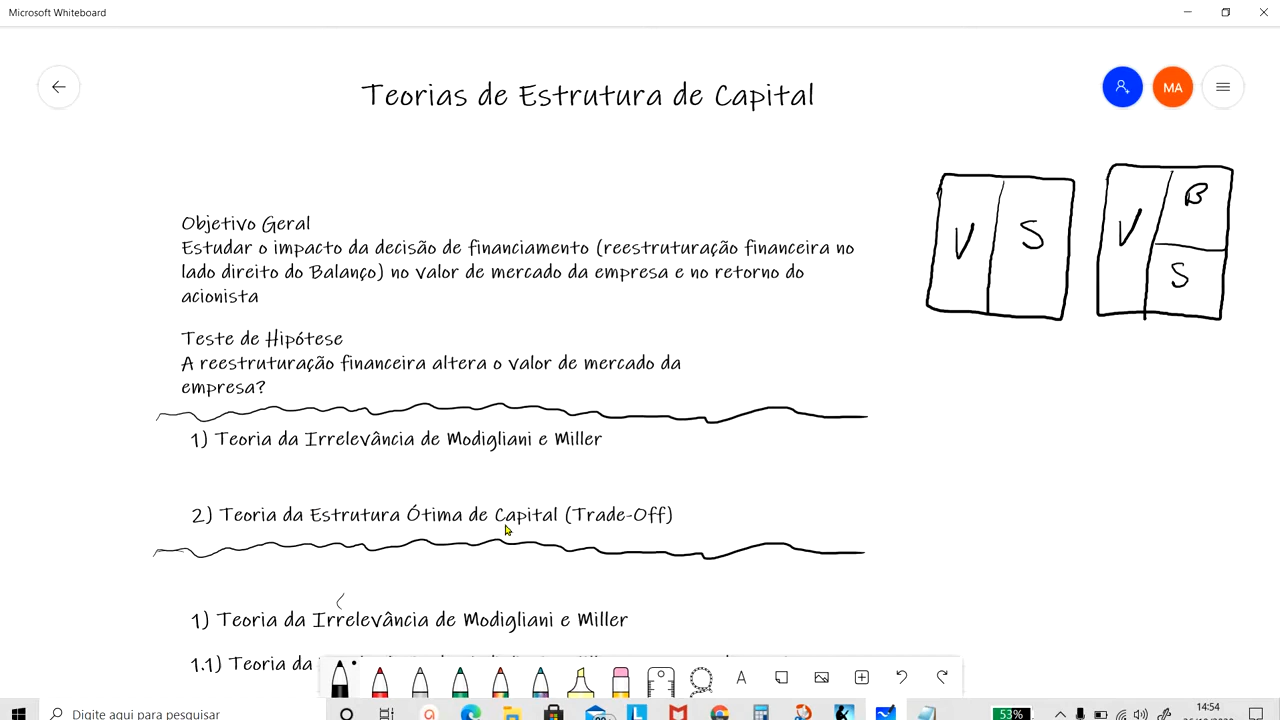 Microsoft Whiteboard
Teorias de Estrutura de Capital
MA
V S
V B
S
Objetivo Geral
Estudar o impacto da decisão de financiamento (reestruturação financeira no
lado direito do Balanço) no valor de mercado da empresa e no retorno do
acionista
Teste de Hipótese
A reestruturação financeira altera o valor de mercado da
empresa?
1) Teoria da Irrelevância de Modigliani e Miller
2) Teoria da Estrutura Ótima de Capital (Trade-Off)
1) Teoria da Irrelevância de Modigliani e Miller
1.1) Teoria da
A
Digite aqui para pesquisar
53%
14:54